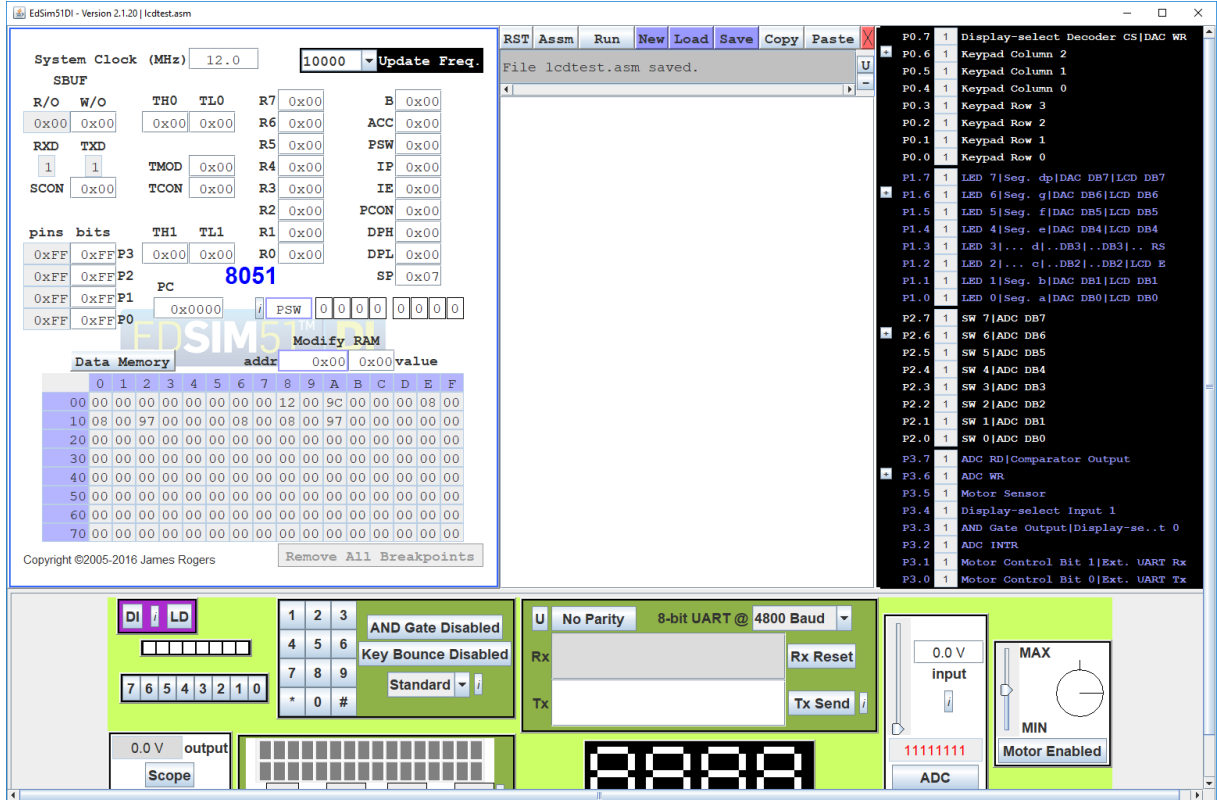 EdSim51DI - Version 2.1.20 | lcdtest.asm
System Clock (MHz) 12.0 10000 Update Freq.
SBUF
R/O W/O TH0 TL0 R7 0x00 B 0x00
0x00 0x00 0x00 0x00 R6 0x00 ACC 0x00
RXD TXD R5 0x00 PSW 0x00
1 1 TMOD 0x00 R4 0x00 IP 0x00
SCON 0x00 TCON 0x00 R3 0x00 IE 0x00
R2 0x00 PCON 0x00
pins bits TH1 TL1 R1 0x00 DPH 0x00
0xFF 0xFF P3 0x00 0x00 R0 0x00 DPL 0x00
0xFF 0xFF P2 8051 SP 0x07
0xFF 0xFF P1 PC
0x0000 i PSW 0 0 0 0 0 0 0 0
0xFF 0xFF P0
EDSIM51™ DI
Modify RAM
Data Memory addr 0x00 0x00 value
0 1 2 3 4 5 6 7 8 9 A B C D E F
00 00 00 00 00 00 00 00 00 12 00 9C 00 00 00 08 00
10 08 00 97 00 00 00 08 00 08 00 97 00 00 00 00 00
20 00 00 00 00 00 00 00 00 00 00 00 00 00 00 00 00
30 00 00 00 00 00 00 00 00 00 00 00 00 00 00 00 00
40 00 00 00 00 00 00 00 00 00 00 00 00 00 00 00 00
50 00 00 00 00 00 00 00 00 00 00 00 00 00 00 00 00
60 00 00 00 00 00 00 00 00 00 00 00 00 00 00 00 00
70 00 00 00 00 00 00 00 00 00 00 00 00 00 00 00 00
Copyright ©2005-2016 James Rogers Remove All Breakpoints
RST Assm Run New Load Save Copy Paste X
File lcdtest.asm saved. U
-
P0.7 1 Display-select Decoder CS|DAC WR
+ P0.6 1 Keypad Column 2
P0.5 1 Keypad Column 1
P0.4 1 Keypad Column 0
P0.3 1 Keypad Row 3
P0.2 1 Keypad Row 2
P0.1 1 Keypad Row 1
P0.0 1 Keypad Row 0
P1.7 1 LED 7|Seg. dp|DAC DB7|LCD DB7
+ P1.6 1 LED 6|Seg. g|DAC DB6|LCD DB6
P1.5 1 LED 5|Seg. f|DAC DB5|LCD DB5
P1.4 1 LED 4|Seg. e|DAC DB4|LCD DB4
P1.3 1 LED 3|... d|..DB3|..  RS
P1.2 1 LED 2|... c|..DB2|..DB2|LCD E
P1.1 1 LED 1|Seg. b|DAC DB1|LCD DB1
P1.0 1 LED 0|Seg. a|DAC DB0|LCD DB0
P2.7 1 SW 7|ADC DB7
+ P2.6 1 SW 6|ADC DB6
P2.5 1 SW 5|ADC DB5
P2.4 1 SW 4|ADC DB4
P2.3 1 SW 3|ADC DB3
P2.2 1 SW 2|ADC DB2
P2.1 1 SW 1|ADC DB1
P2.0 1 SW 0|ADC DB0
P3.7 1 ADC RD|Comparator Output
+ P3.6 1 ADC WR
P3.5 1 Motor Sensor
P3.4 1 Display-select Input 1
P3.3 1 AND Gate Output|Display-se..t 0
P3.2 1 ADC INTR
P3.1 1 Motor Control Bit 1|Ext. UART Rx
P3.0 1 Motor Control Bit 0|Ext. UART Tx
DI i LD
7 6 5 4 3 2 1 0
0.0 V output
Scope
1 2 3
4 5 6
7 8 9
* 0 #
AND Gate Disabled
Key Bounce Disabled
Standard i
U No Parity 8-bit UART @ 4800 Baud
Rx Rx Reset
Tx Tx Send i
0.0 V
input
i
11111111
ADC
MAX
MIN
Motor Enabled